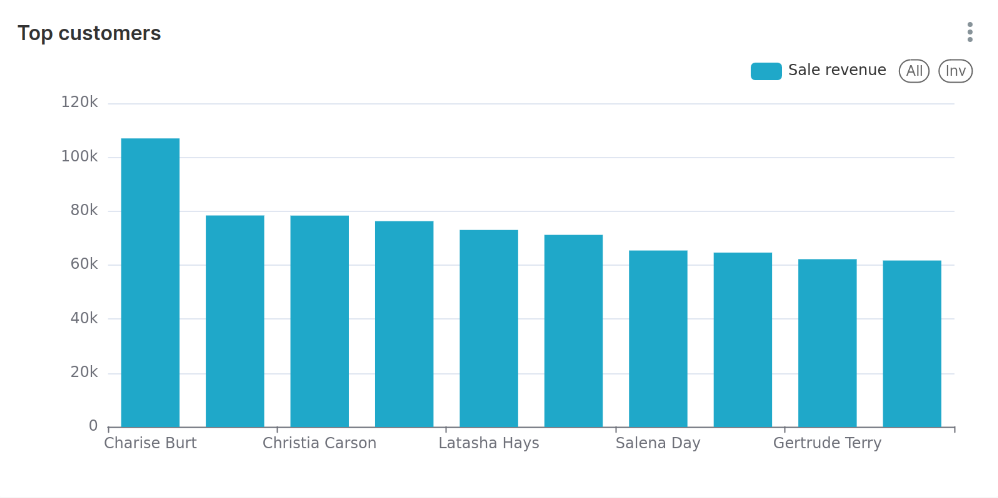 Top customers
Sale revenue All Inv
120k
100k
80k
60k
40k
20k
0
Charise Burt Christia Carson Latasha Hays Salena Day Gertrude Terry